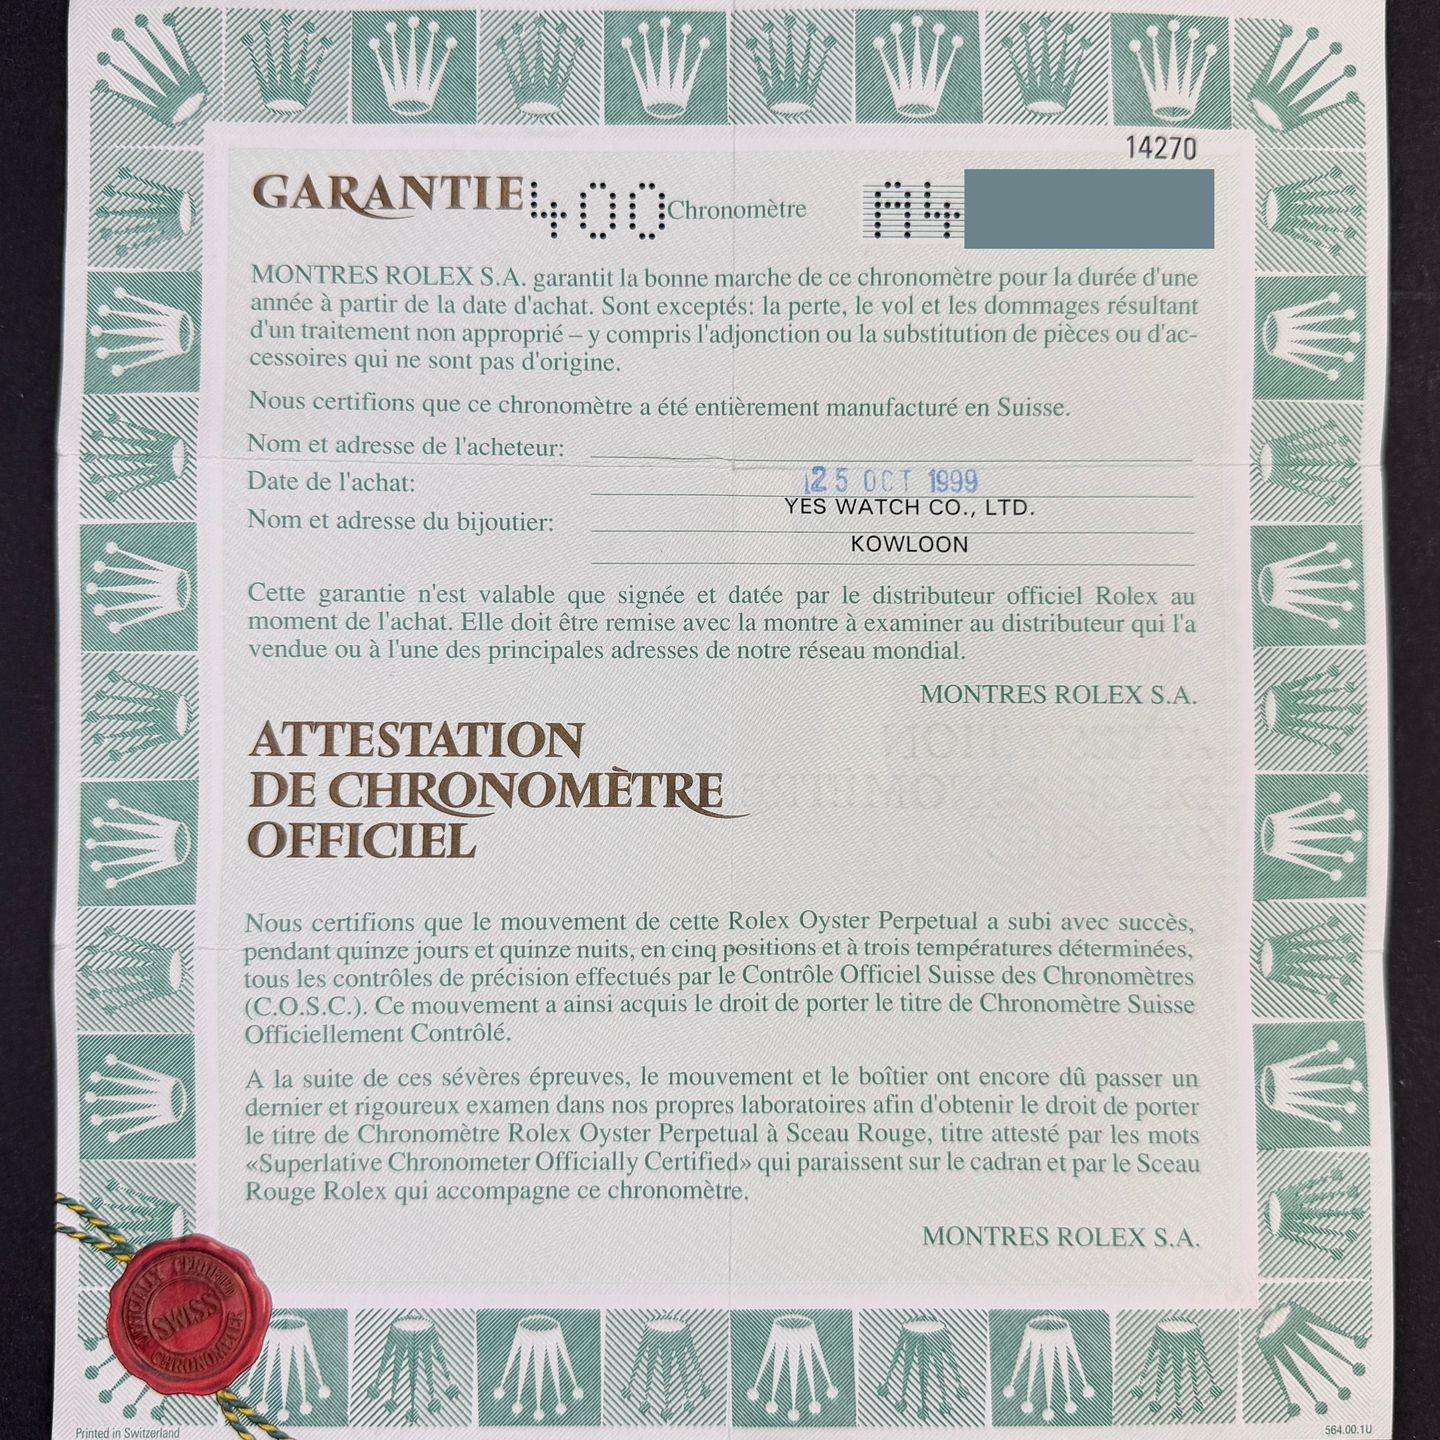 14270
GARANTIE 400 Chronomètre A4
MONTRES ROLEX S.A. garantit la bonne marche de ce chronomètre pour la durée d'une
année à partir de la date d'achat. Sont exceptés: la perte, le vol et les dommages résultant
d'un traitement non approprié – y compris l'adjonction ou la substitution de pièces ou d'ac-
cessoires qui ne sont pas d'origine.
Nous certifions que ce chronomètre a été entièrement manufacturé en Suisse.
Nom et adresse de l'acheteur:
Date de l'achat: 25 OCT 1999
Nom et adresse du bijoutier: YES WATCH CO., LTD.
KOWLOON
Cette garantie n'est valable que signée et datée par le distributeur officiel Rolex au
moment de l'achat. Elle doit être remise avec la montre à examiner au distributeur qui l'a
vendue ou à l'une des principales adresses de notre réseau mondial.
MONTRES ROLEX S.A.
ATTESTATION
DE CHRONOMÈTRE
OFFICIEL
Nous certifions que le mouvement de cette Rolex Oyster Perpetual a subi avec succès,
pendant quinze jours et quinze nuits, en cinq positions et à trois températures déterminées,
tous les contrôles de précision effectués par le Contrôle Officiel Suisse des Chronomètres
(C.O.S.C.). Ce mouvement a ainsi acquis le droit de porter le titre de Chronomètre Suisse
Officiellement Contrôlé.
A la suite de ces sévères épreuves, le mouvement et le boîtier ont encore dû passer un
dernier et rigoureux examen dans nos propres laboratoires afin d'obtenir le droit de porter
le titre de Chronomètre Rolex Oyster Perpetual à Sceau Rouge, titre attesté par les mots
«Superlative Chronometer Officially Certified» qui paraissent sur le cadran et par le Sceau
Rouge Rolex qui accompagne ce chronomètre.
MONTRES ROLEX S.A.
OFFICIALLY CERTIFIED
SWISS
CHRONOMETER
Printed in Switzerland
564.00.1U